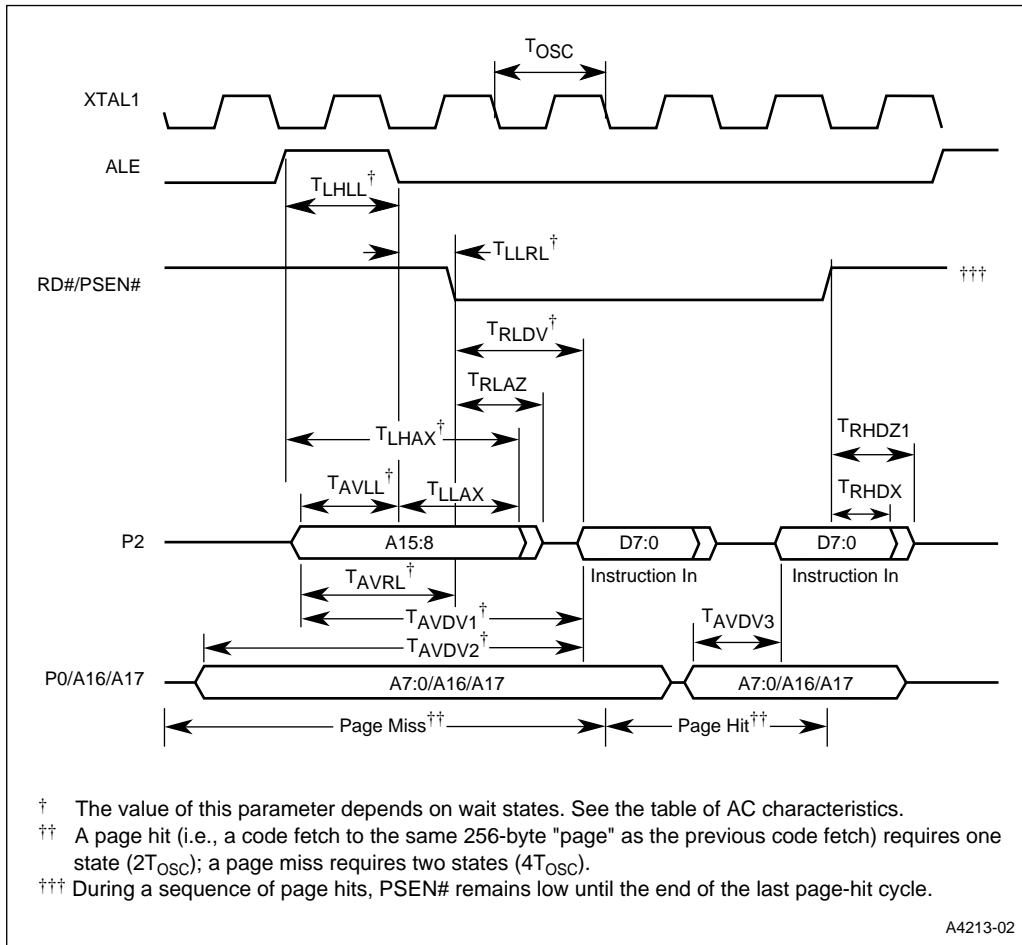 TOSC
XTAL1
ALE
TLHLL†
TLLRL†
RD#/PSEN#
†††
TRLDV†
TRLAZ
TLHAX†
TRHDZ1
TAVLL†
TLLAX
TRHDX
P2
A15:8
D7:0
D7:0
Instruction In
Instruction In
TAVRL†
TAVDV1†
TAVDV3
TAVDV2†
P0/A16/A17
A7:0/A16/A17
A7:0/A16/A17
Page Miss††
Page Hit††
† The value of this parameter depends on wait states. See the table of AC characteristics.
†† A page hit (i.e., a code fetch to the same 256-byte "page" as the previous code fetch) requires one
state (2TOSC); a page miss requires two states (4TOSC).
††† During a sequence of page hits, PSEN# remains low until the end of the last page-hit cycle.
A4213-02